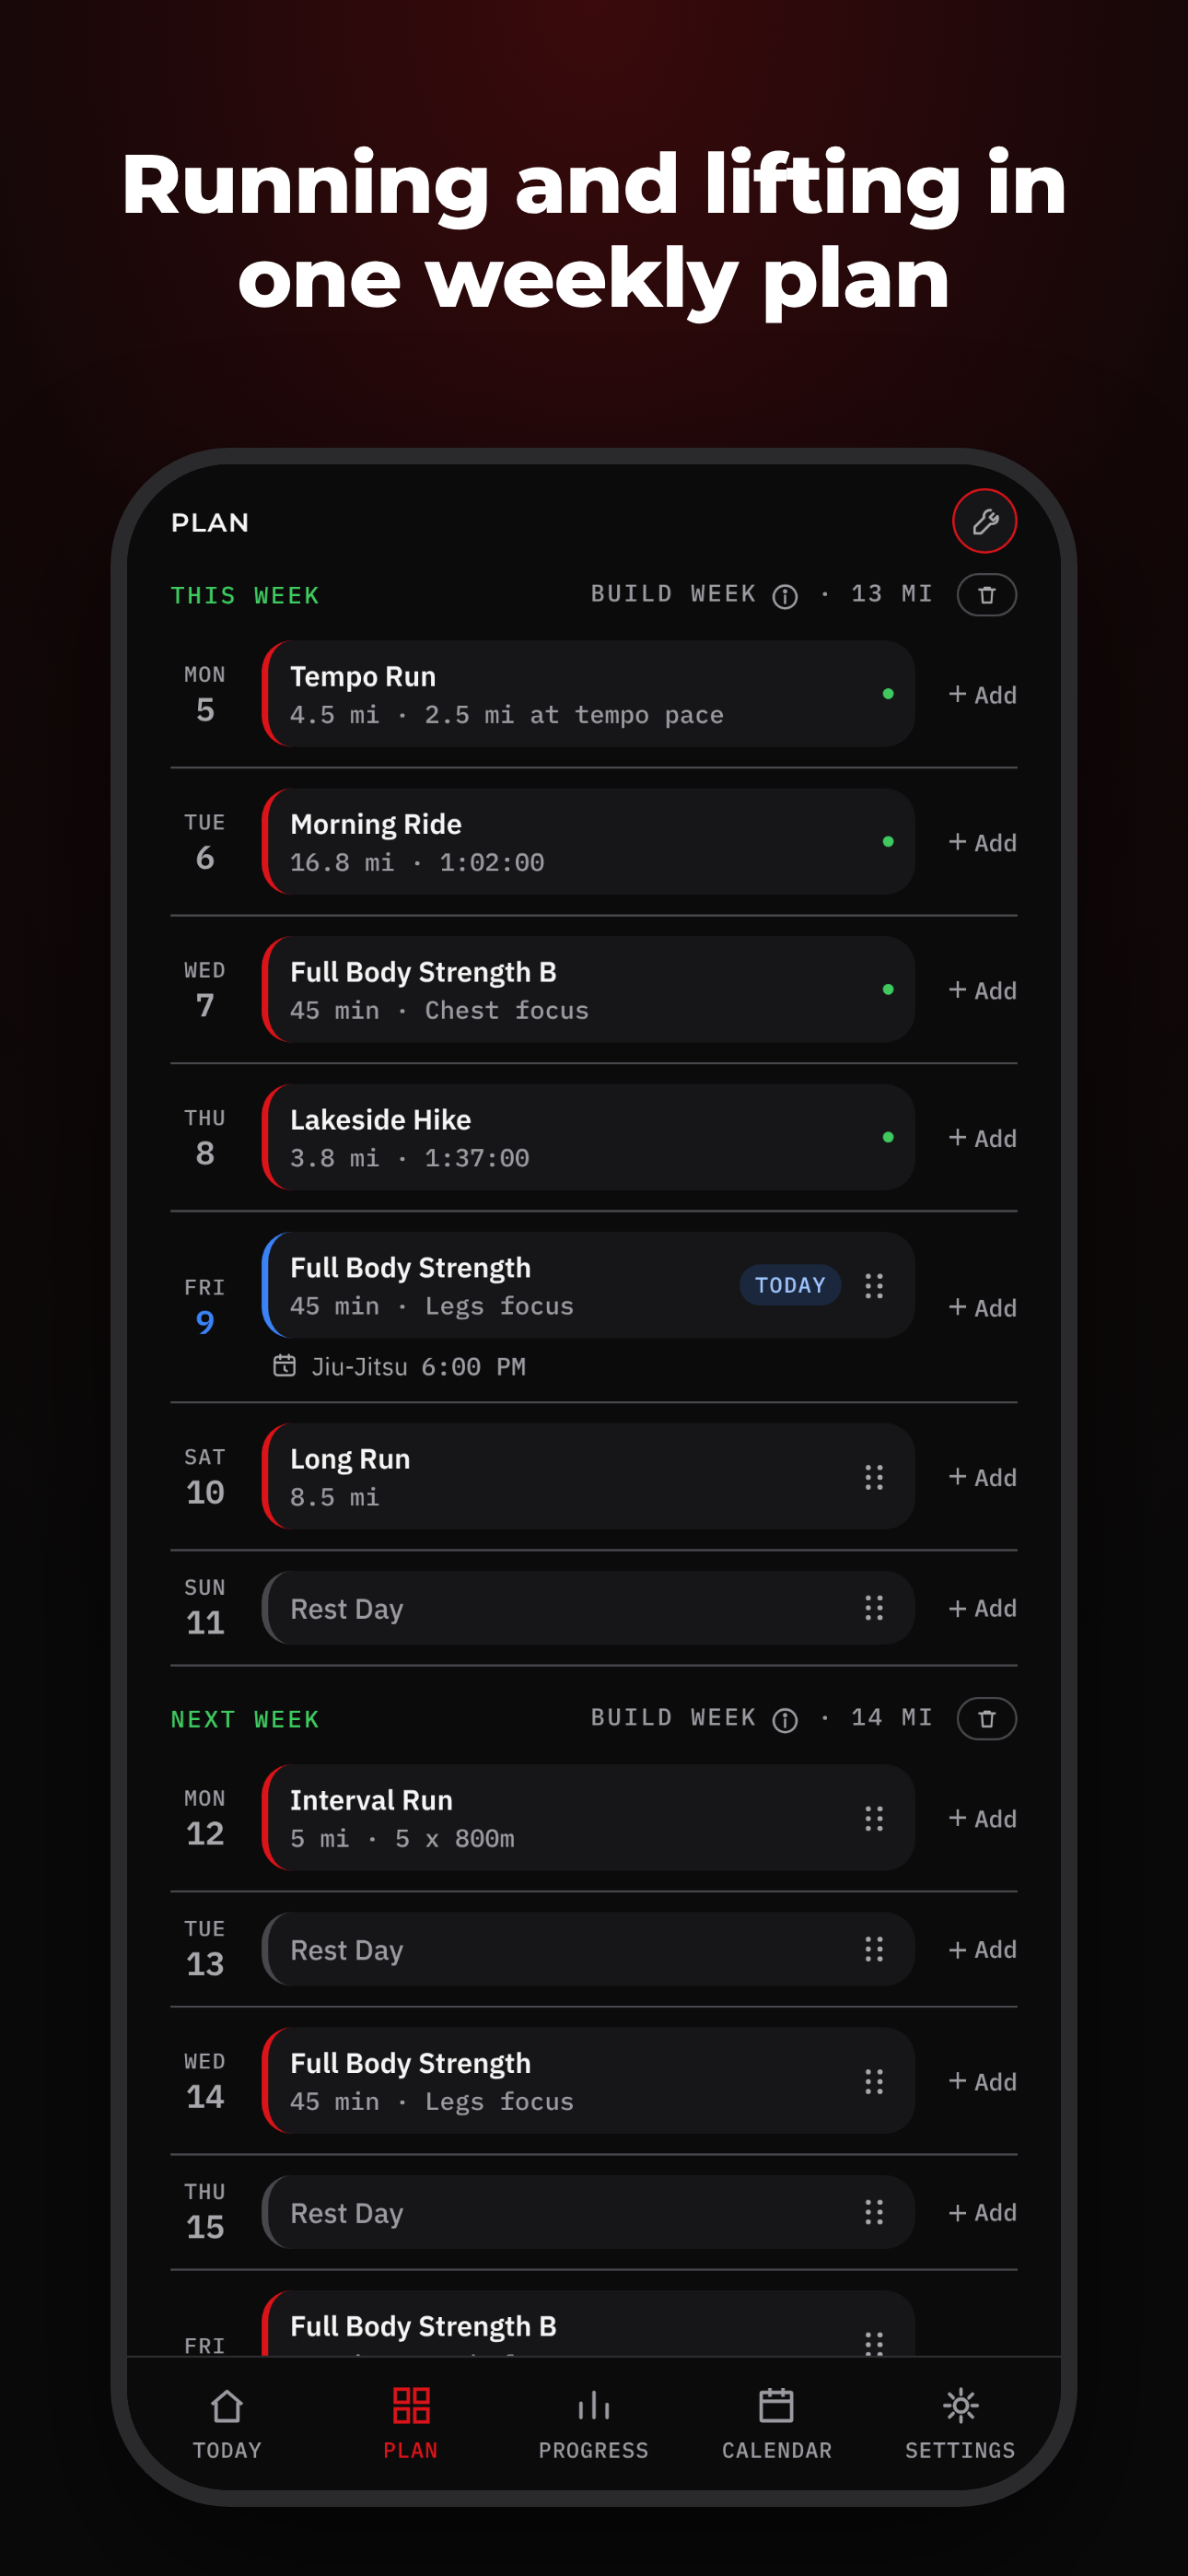 Running and lifting in
one weekly plan
PLAN
THIS WEEK BUILD WEEK · 13 MI
MON
5
Tempo Run
4.5 mi · 2.5 mi at tempo pace
+ Add
TUE
6
Morning Ride
16.8 mi · 1:02:00
+ Add
WED
7
Full Body Strength B
45 min · Chest focus
+ Add
THU
8
Lakeside Hike
3.8 mi · 1:37:00
+ Add
FRI
9
Full Body Strength
45 min · Legs focus
TODAY
+ Add
Jiu-Jitsu 6:00 PM
SAT
10
Long Run
8.5 mi
+ Add
SUN
11
Rest Day
+ Add
NEXT WEEK BUILD WEEK · 14 MI
MON
12
Interval Run
5 mi · 5 x 800m
+ Add
TUE
13
Rest Day
+ Add
WED
14
Full Body Strength
45 min · Legs focus
+ Add
THU
15
Rest Day
+ Add
FRI
Full Body Strength B
TODAY PLAN PROGRESS CALENDAR SETTINGS